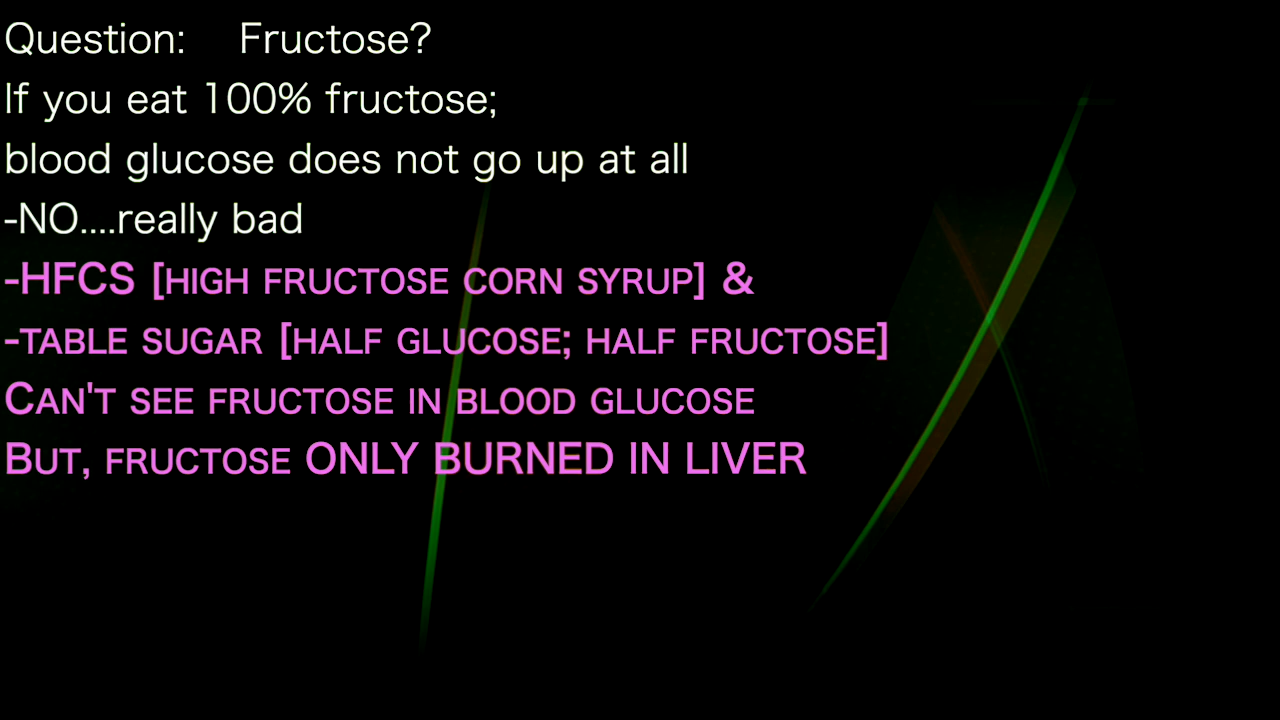 Question: Fructose?
If you eat 100% fructose;
blood glucose does not go up at all
-NO....really bad
-HFCS [HIGH FRUCTOSE CORN SYRUP] &
-TABLE SUGAR [HALF GLUCOSE; HALF FRUCTOSE]
CAN'T SEE FRUCTOSE IN BLOOD GLUCOSE
BUT, FRUCTOSE ONLY BURNED IN LIVER